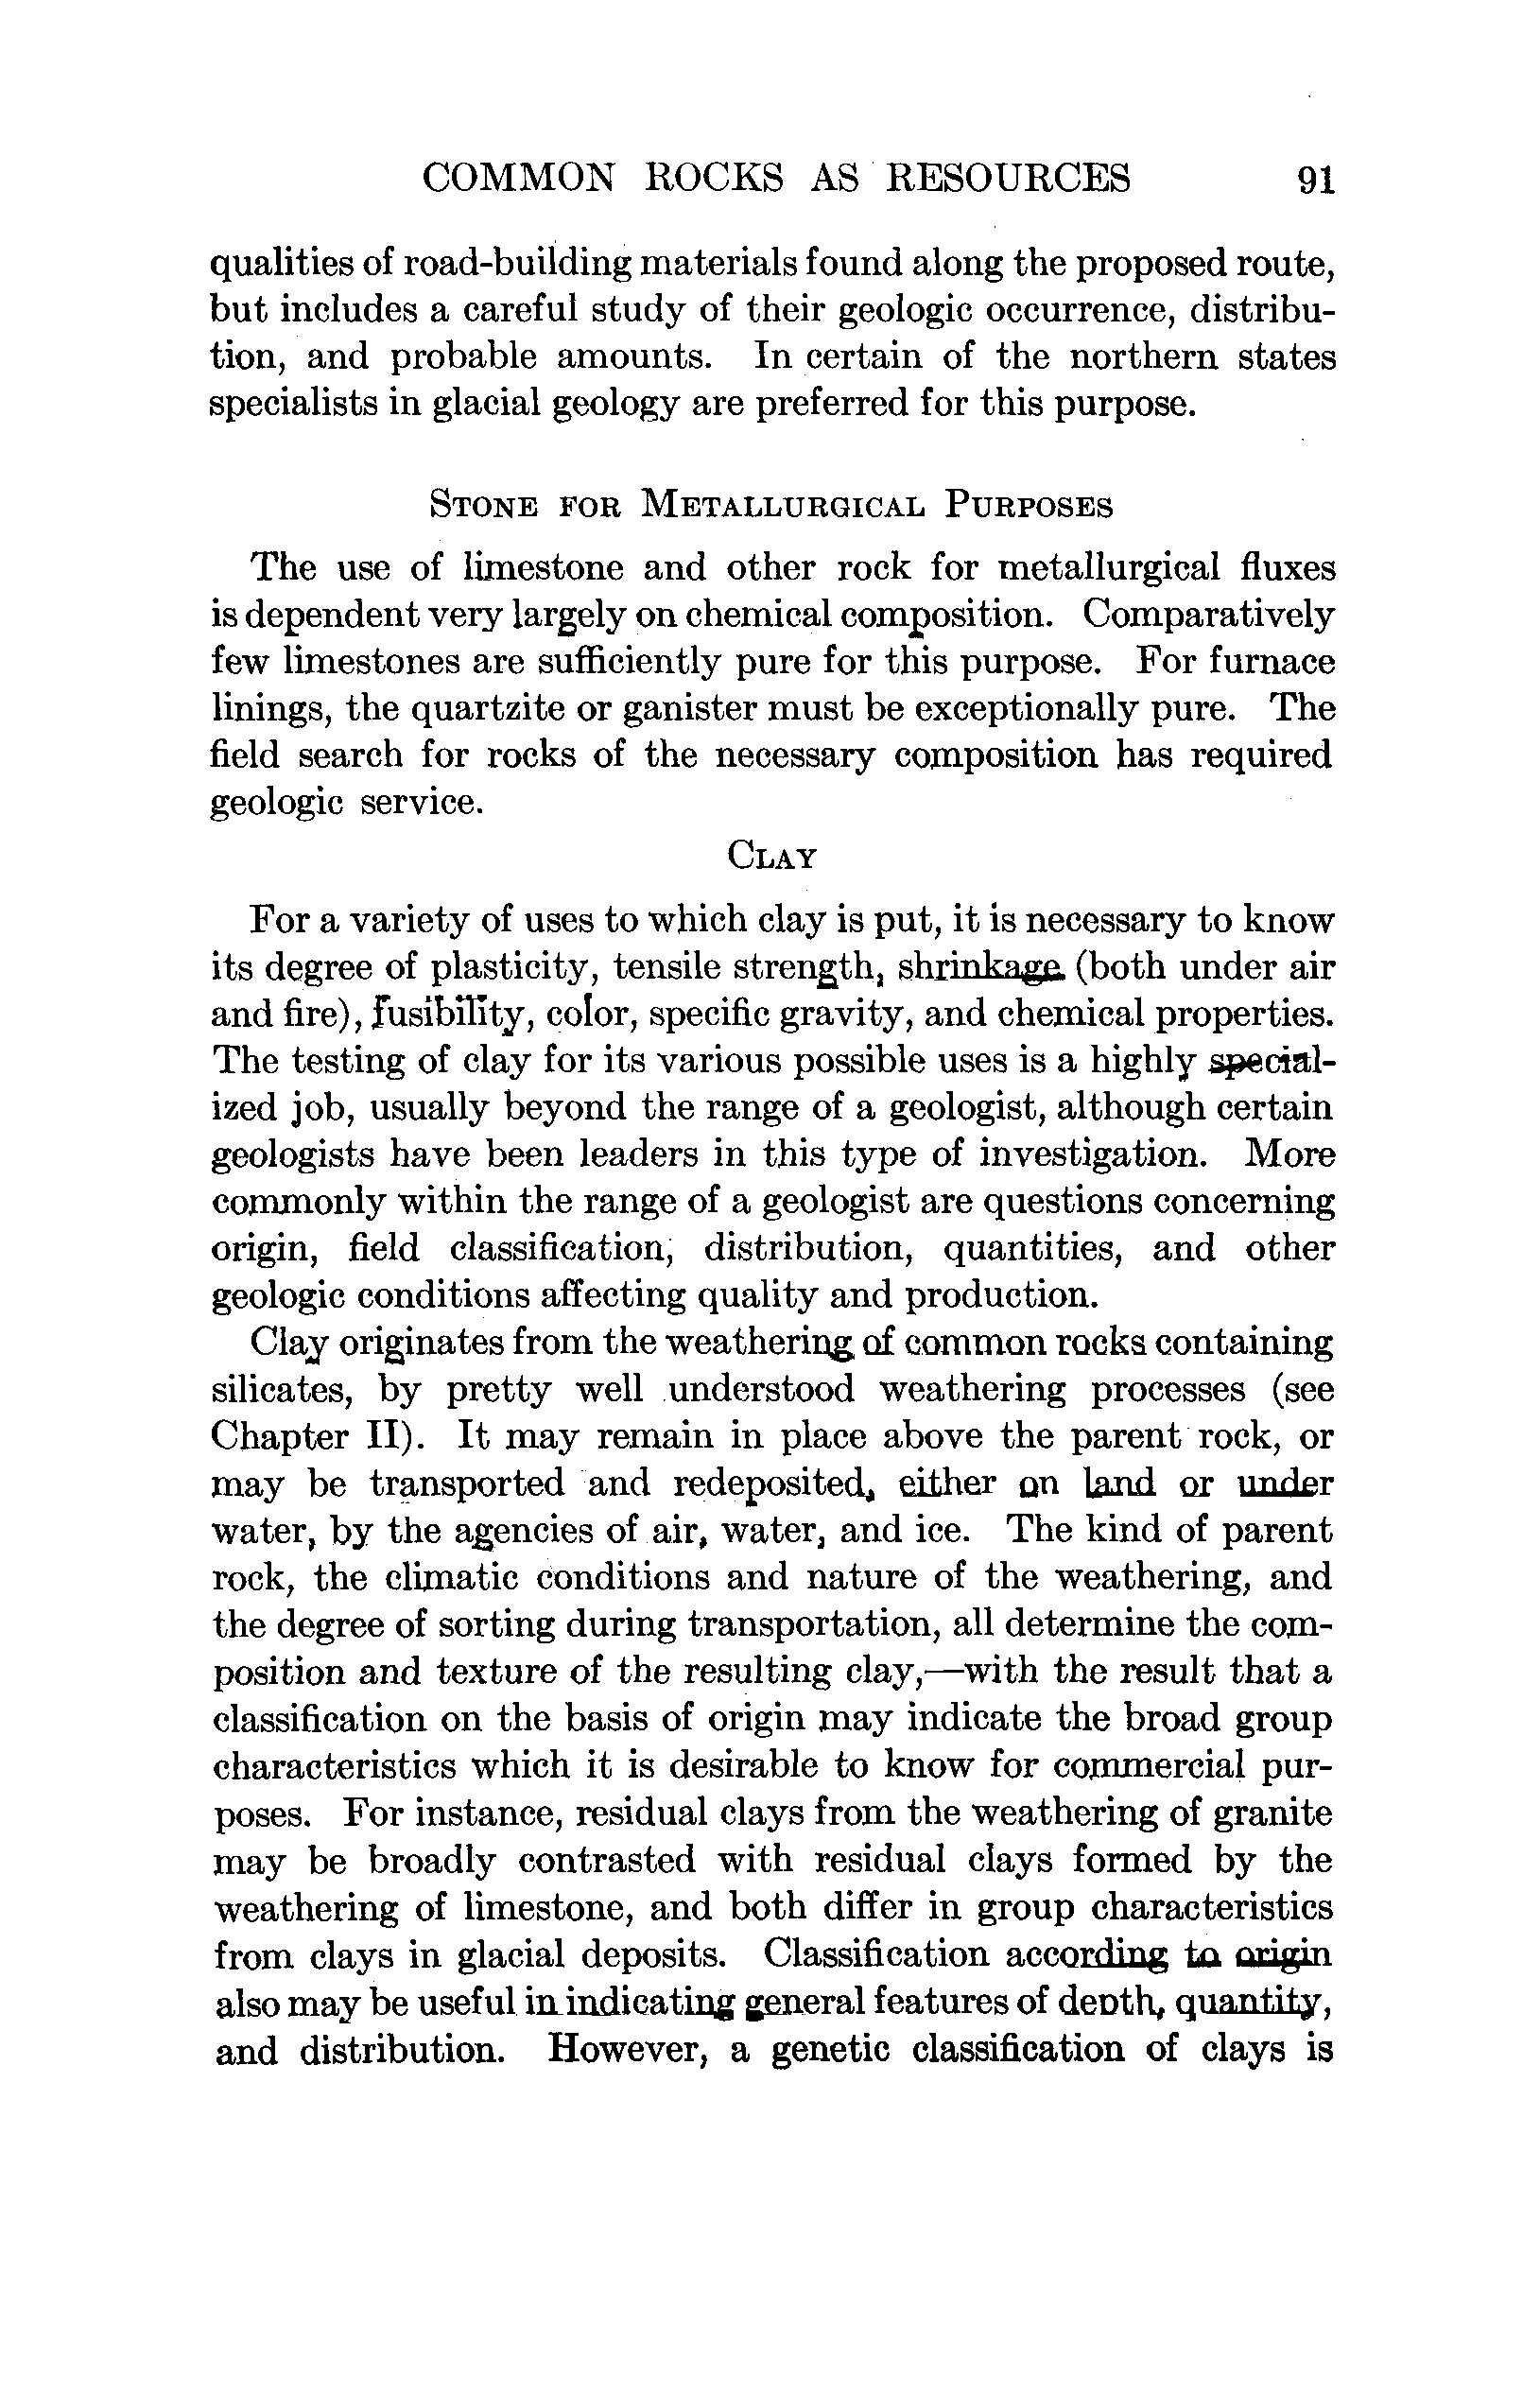 COMMON ROCKS AS RESOURCES 91
qualities of road-building materials found along the proposed route,
but includes a careful study of their geologic occurrence, distribu-
tion, and probable amounts. In certain of the northern states
specialists in glacial geology are preferred for this purpose.
STONE FOR METALLURGICAL PURPOSES
The use of limestone and other rock for metallurgical fluxes
is dependent very largely on chemical composition. Comparatively
few limestones are sufficiently pure for this purpose. For furnace
linings, the quartzite or ganister must be exceptionally pure. The
field search for rocks of the necessary composition has required
geologic service.
CLAY
For a variety of uses to which clay is put, it is necessary to know
its degree of plasticity, tensile strength, shrinkage (both under air
and fire), fusibility, color, specific gravity, and chemical properties.
The testing of clay for its various possible uses is a highly special-
ized job, usually beyond the range of a geologist, although certain
geologists have been leaders in this type of investigation. More
commonly within the range of a geologist are questions concerning
origin, field classification, distribution, quantities, and other
geologic conditions affecting quality and production.
Clay originates from the weathering of common rocks containing
silicates, by pretty well understood weathering processes (see
Chapter II). It may remain in place above the parent rock, or
may be transported and redeposited, either on land or under
water, by the agencies of air, water, and ice. The kind of parent
rock, the climatic conditions and nature of the weathering, and
the degree of sorting during transportation, all determine the com-
position and texture of the resulting clay,—with the result that a
classification on the basis of origin may indicate the broad group
characteristics which it is desirable to know for commercial pur-
poses. For instance, residual clays from the weathering of granite
may be broadly contrasted with residual clays formed by the
weathering of limestone, and both differ in group characteristics
from clays in glacial deposits. Classification according to origin
also may be useful in indicating general features of depth, quantity,
and distribution. However, a genetic classification of clays is